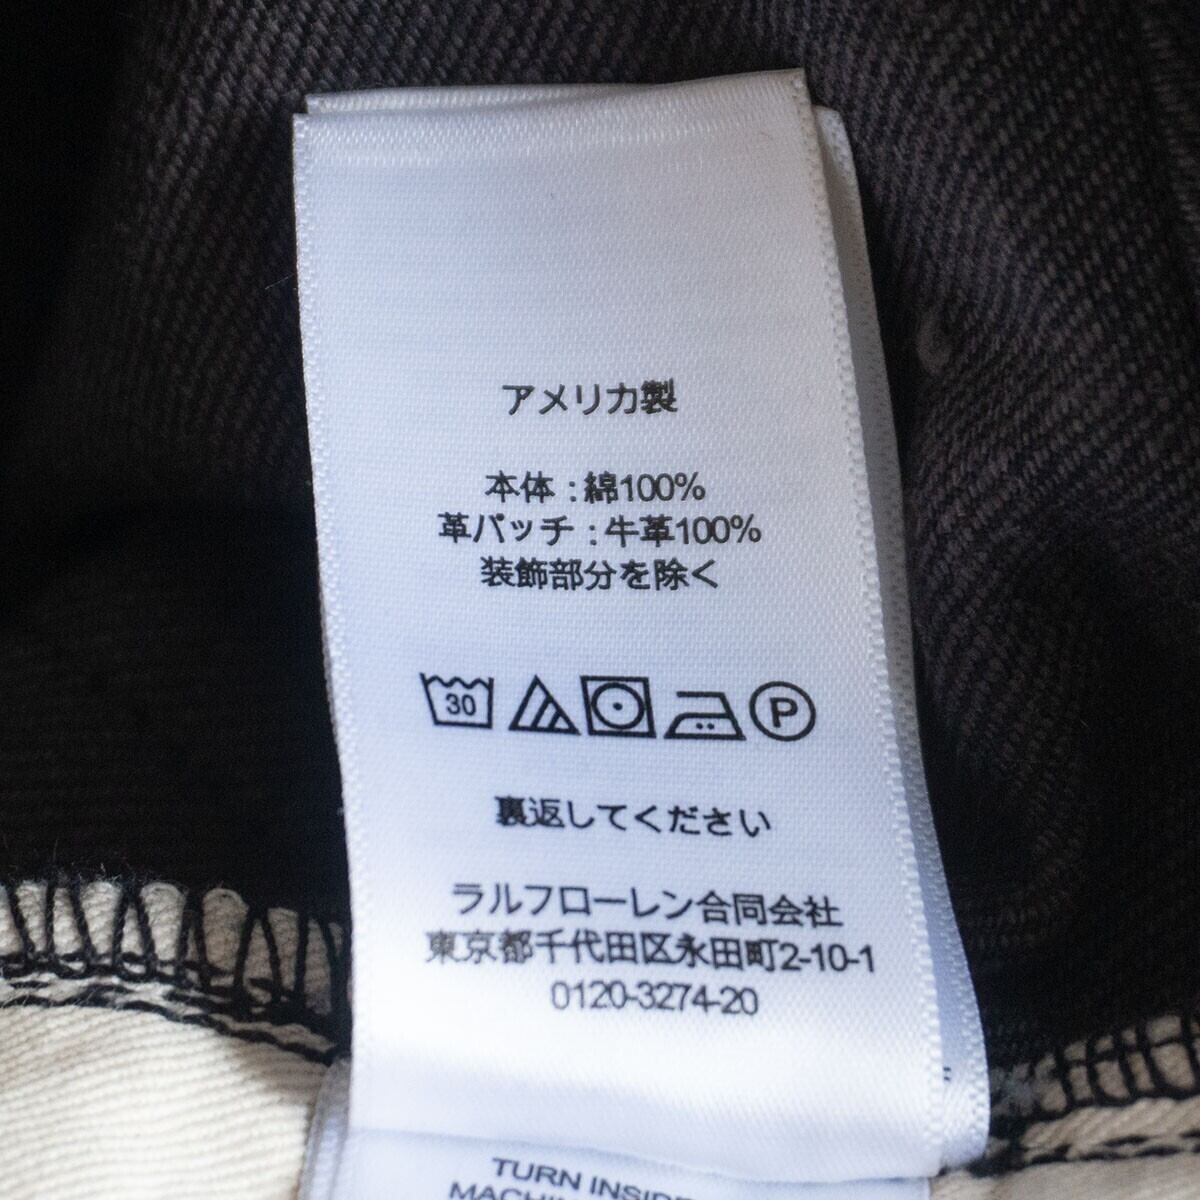 アメリカ製
本体 : 綿100%
革パッチ : 牛革100%
装飾部分を除く
30
P
裏返してください
ラルフローレン合同会社
東京都千代田区永田町2-10-1
0120-3274-20
TURN INSIDE